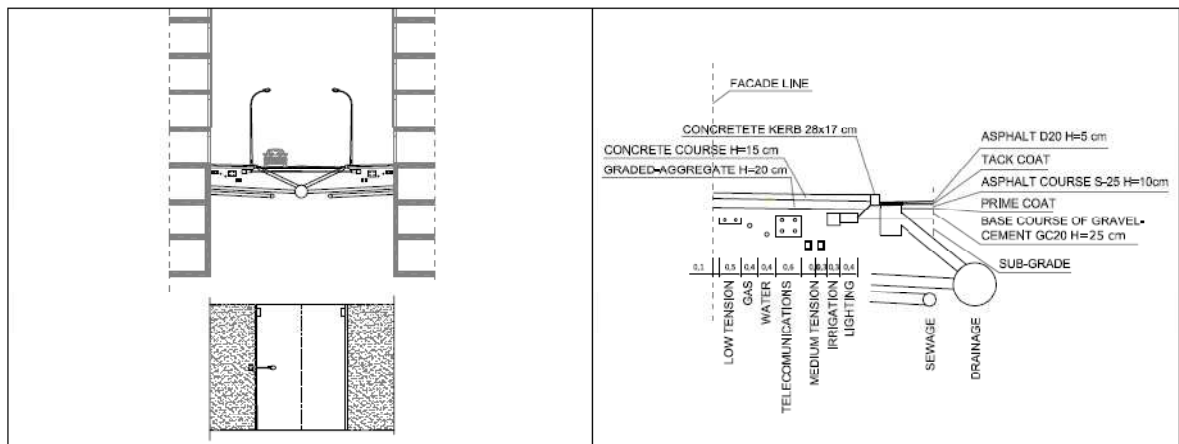 FACADE LINE
CONCRETETE KERB 28x17 cm
CONCRETE COURSE H=15 cm
GRADED-AGGREGATE H=20 cm
ASPHALT D20 H=5 cm
TACK COAT
ASPHALT COURSE S-25 H=10cm
PRIME COAT
BASE COURSE OF GRAVEL-
CEMENT GC20 H=25 cm
SUB-GRADE
0,1 0,5 0,4 0,4 0,6 0,3 0,3 0,4
LOW TENSION
GAS
WATER
TELECOMUNICATIONS
MEDIUM TENSION
IRRIGATION
LIGHTING
SEWAGE
DRAINAGE